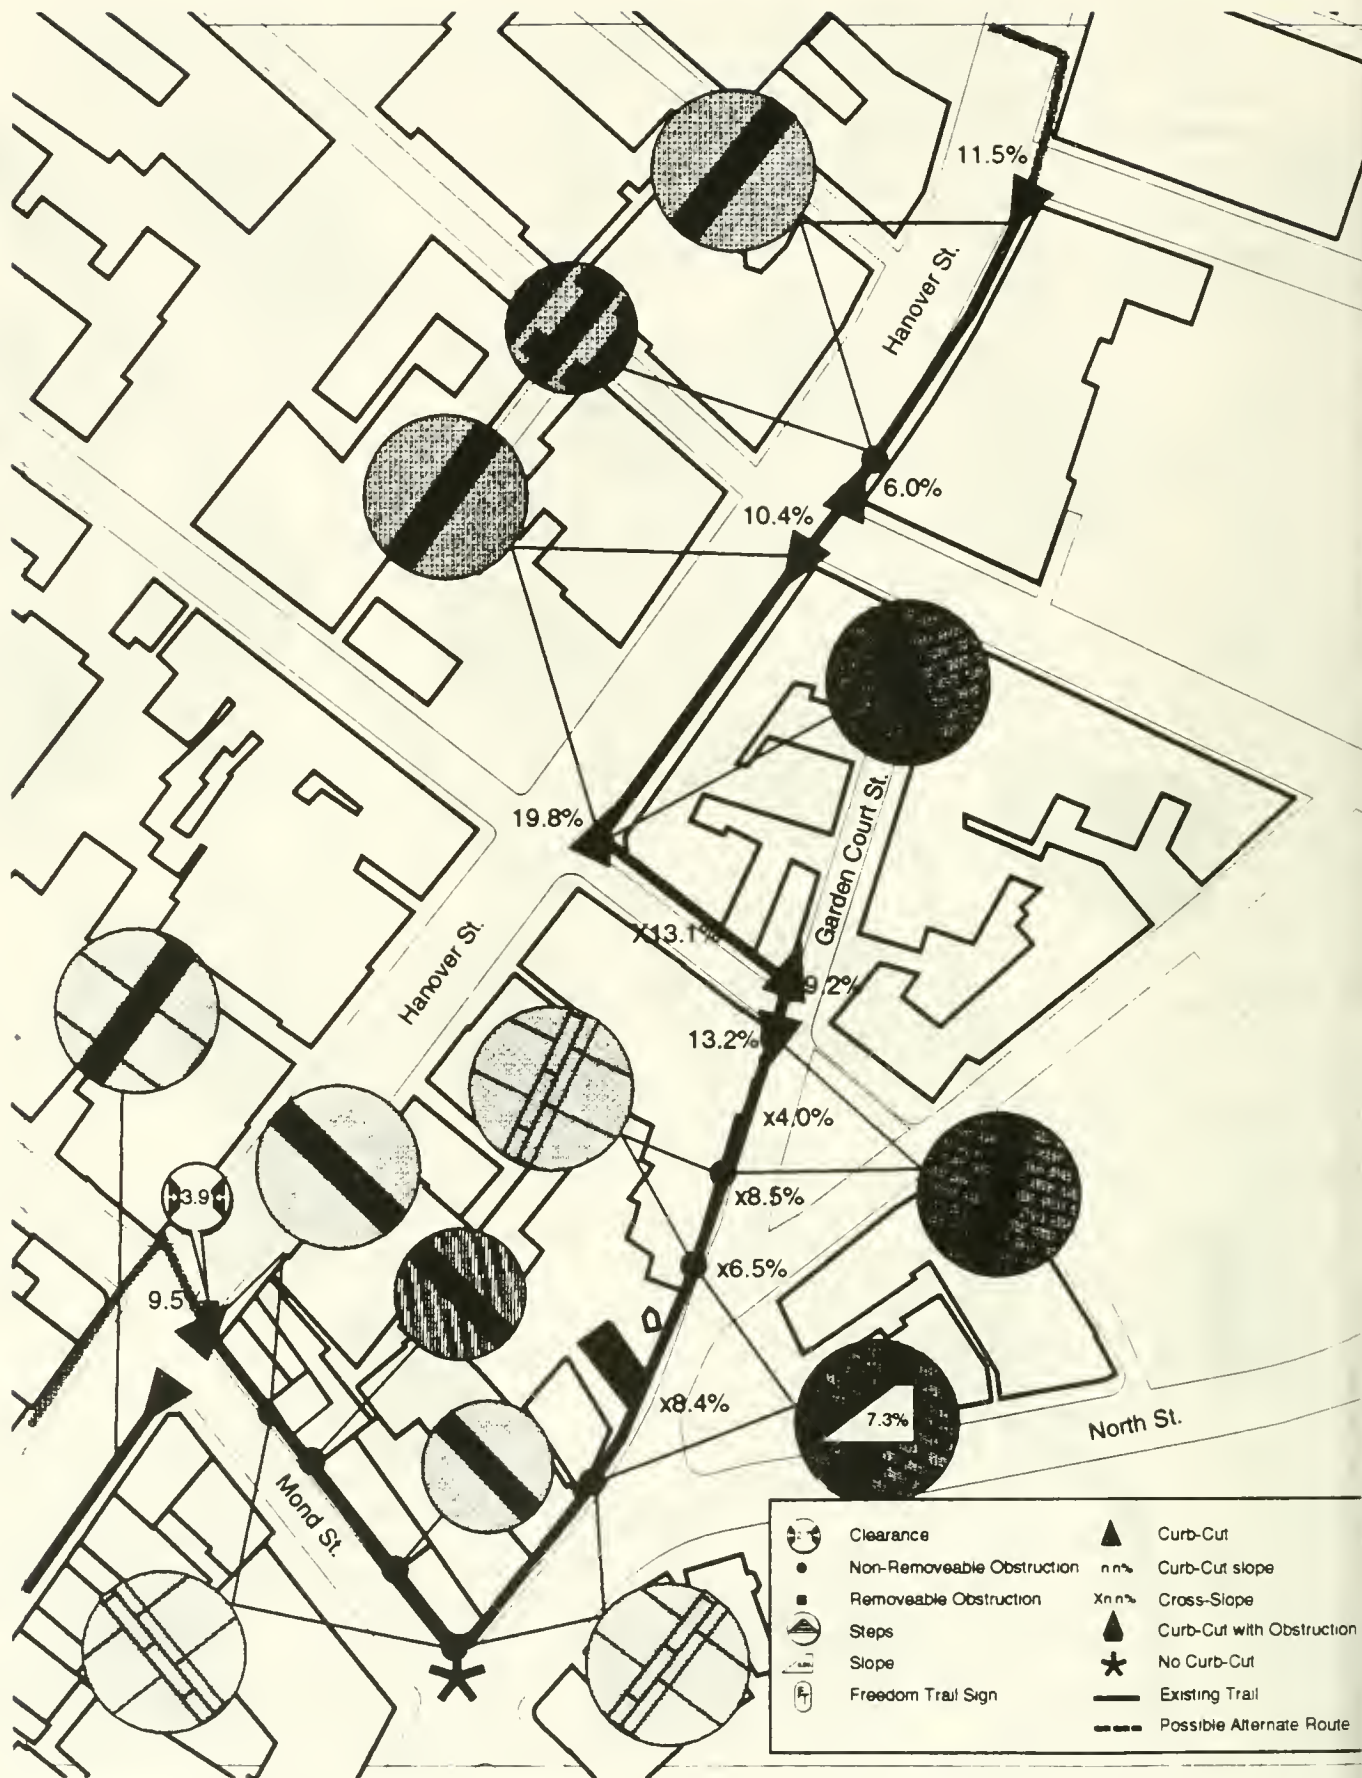 11.5%
Hanover St.
6.0%
10.4%
19.8%
Garden Court St.
X13.1%
9.2%
Hanover St.
13.2%
x4.0%
3.9
x8.5%
x6.5%
9.5%
x8.4%
7.3%
North St.
Mond St.
Clearance
Non-Removeable Obstruction
Removeable Obstruction
Steps
Slope
Freedom Trail Sign
Curb-Cut
nn% Curb-Cut slope
Xnn% Cross-Slope
Curb-Cut with Obstruction
No Curb-Cut
Existing Trail
Possible Alternate Route